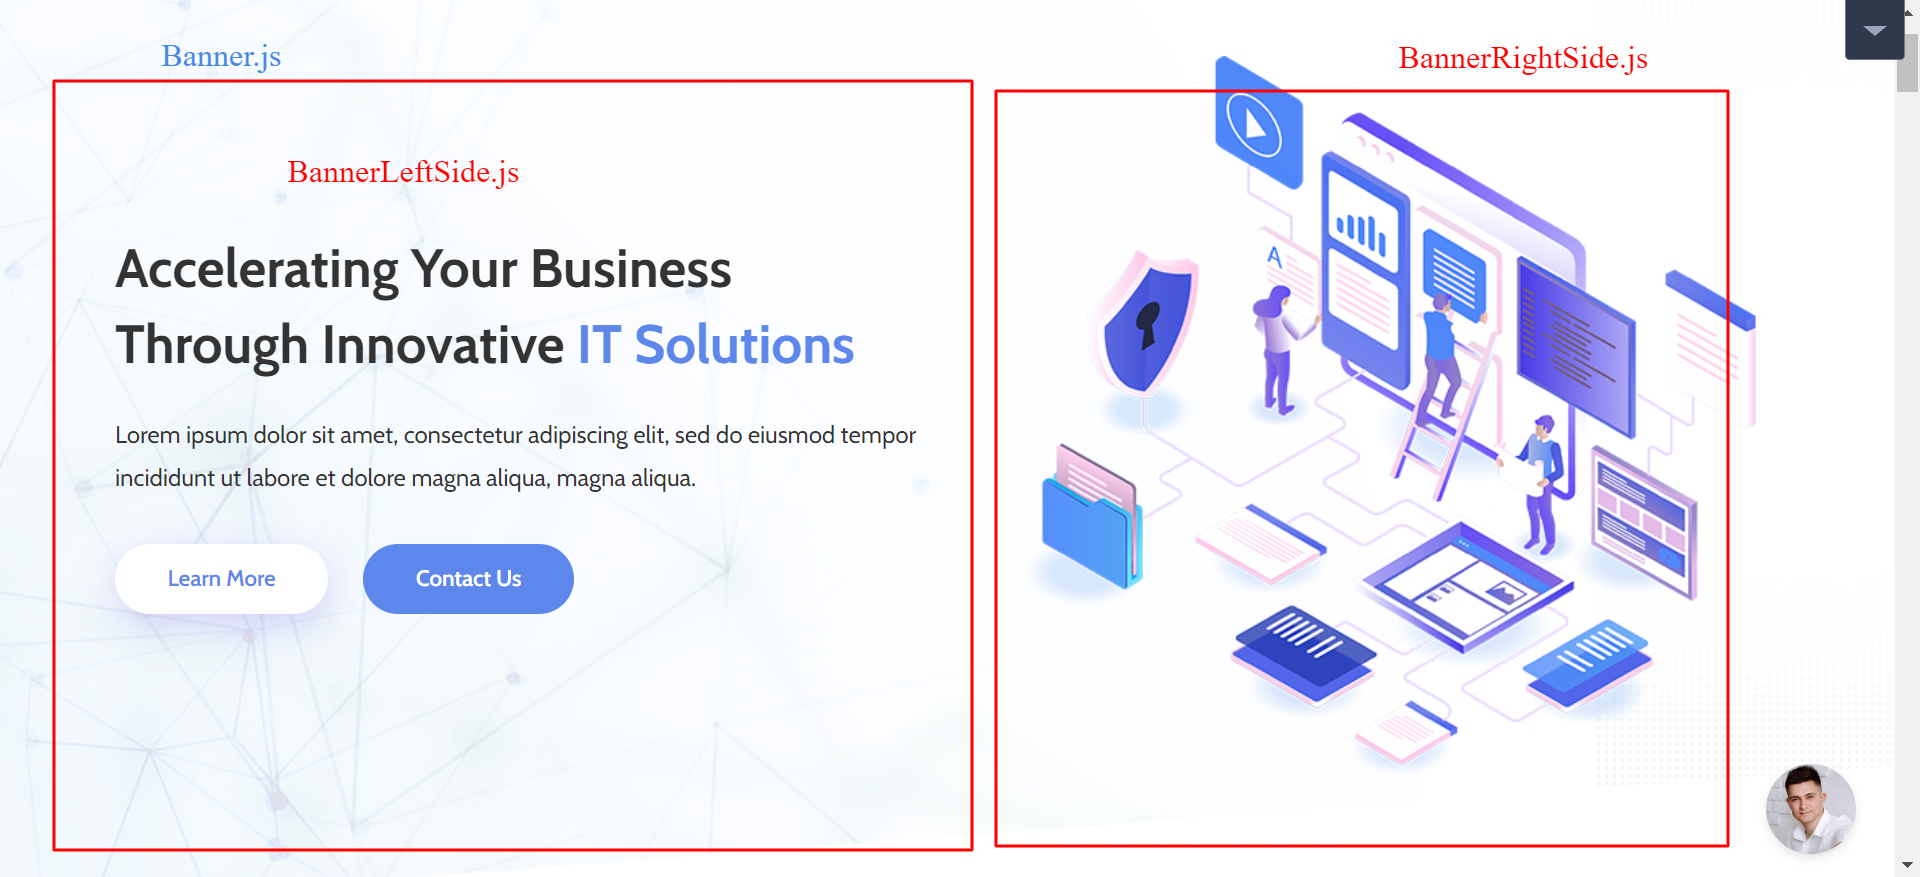 Banner.js
BannerRightSide.js
BannerLeftSide.js
Accelerating Your Business
Through Innovative IT Solutions
Lorem ipsum dolor sit amet, consectetur adipiscing elit, sed do eiusmod tempor
incididunt ut labore et dolore magna aliqua, magna aliqua.
Learn More
Contact Us
A